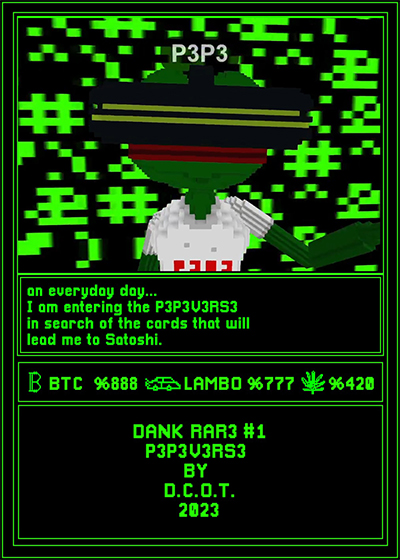 P3P3
P3P3
on everyday day...
I am entering the P3P3V3RS3
in search of the cards that will
lead me to Satoshi.
BTC %888 LAMBO %777 %420
DANK RAR3 #1
P3P3V3RS3
BY
D.C.O.T.
2023